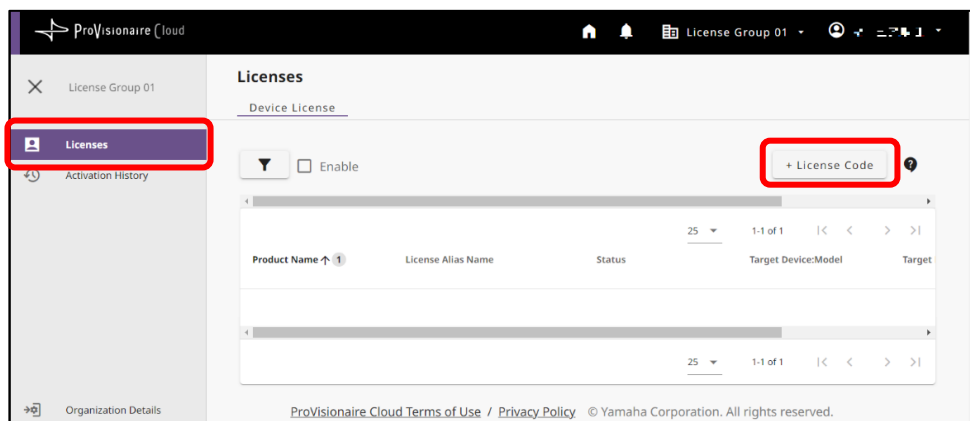 ProVisionaire Cloud
License Group 01
License Group 01
Licenses
Activation History
Organization Details
Licenses
Device License
Enable
+ License Code
25 1-1 of 1
Product Name ↑ 1 License Alias Name Status Target Device:Model Target
25 1-1 of 1
ProVisionaire Cloud Terms of Use / Privacy Policy © Yamaha Corporation. All rights reserved.